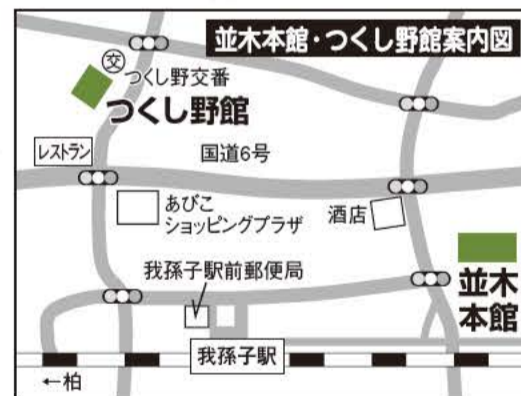 並木本館・つくし野館案内図
交
つくし野交番
つくし野館
レストラン
国道6号
あびこ
ショッピングプラザ
酒店
我孫子駅前郵便局
並木
本館
我孫子駅
←柏